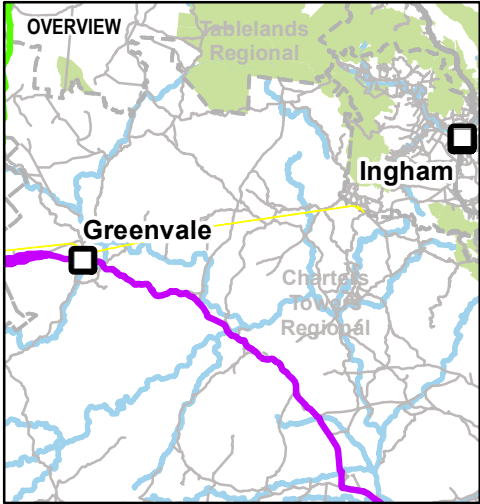 OVERVIEW
Tablelands
Regional
Ingham
Greenvale
Charters
Towers
Regional